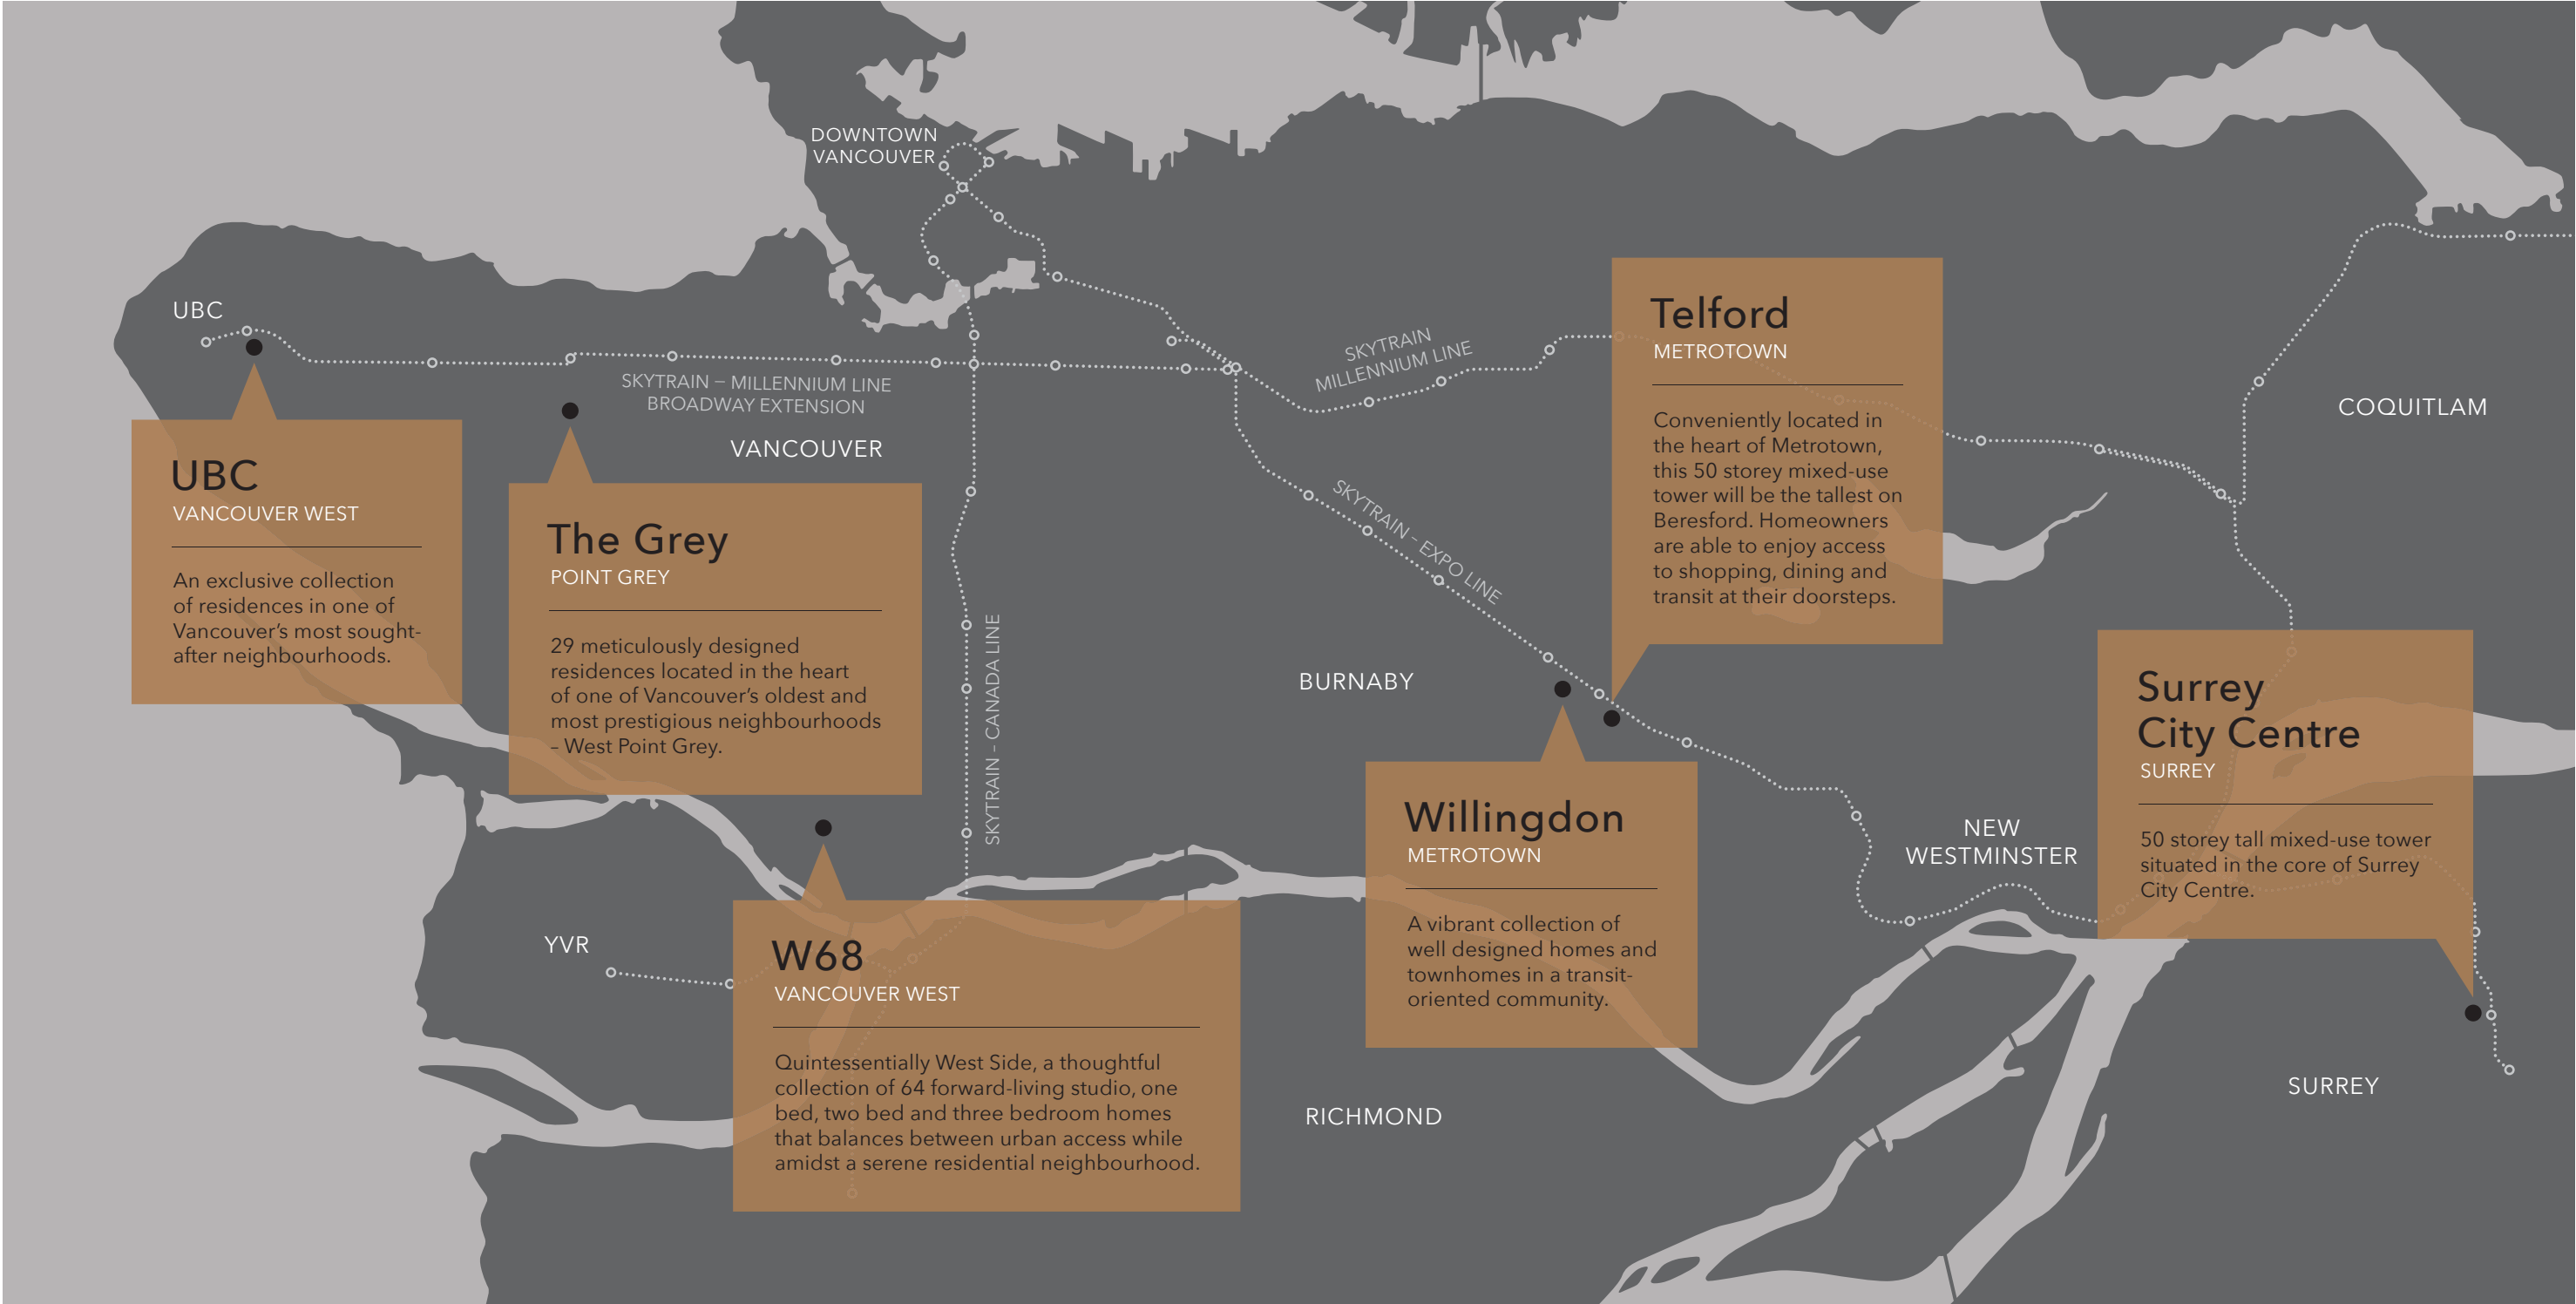 DOWNTOWN
VANCOUVER
UBC
SKYTRAIN – MILLENNIUM LINE
BROADWAY EXTENSION
VANCOUVER
SKYTRAIN
MILLENNIUM LINE
COQUITLAM
SKYTRAIN – EXPO LINE
SKYTRAIN – CANADA LINE
BURNABY
NEW
WESTMINSTER
YVR
RICHMOND
SURREY
UBC
VANCOUVER WEST
An exclusive collection
of residences in one of
Vancouver’s most sought-
after neighbourhoods.
The Grey
POINT GREY
29 meticulously designed
residences located in the heart
of one of Vancouver’s oldest and
most prestigious neighbourhoods
– West Point Grey.
W68
VANCOUVER WEST
Quintessentially West Side, a thoughtful
collection of 64 forward-living studio, one
bed, two bed and three bedroom homes
that balances between urban access while
amidst a serene residential neighbourhood.
Telford
METROTOWN
Conveniently located in
the heart of Metrotown,
this 50 storey mixed-use
tower will be the tallest on
Beresford. Homeowners
are able to enjoy access
to shopping, dining and
transit at their doorsteps.
Willingdon
METROTOWN
A vibrant collection of
well designed homes and
townhomes in a transit-
oriented community.
Surrey
City Centre
SURREY
50 storey tall mixed-use tower
situated in the core of Surrey
City Centre.